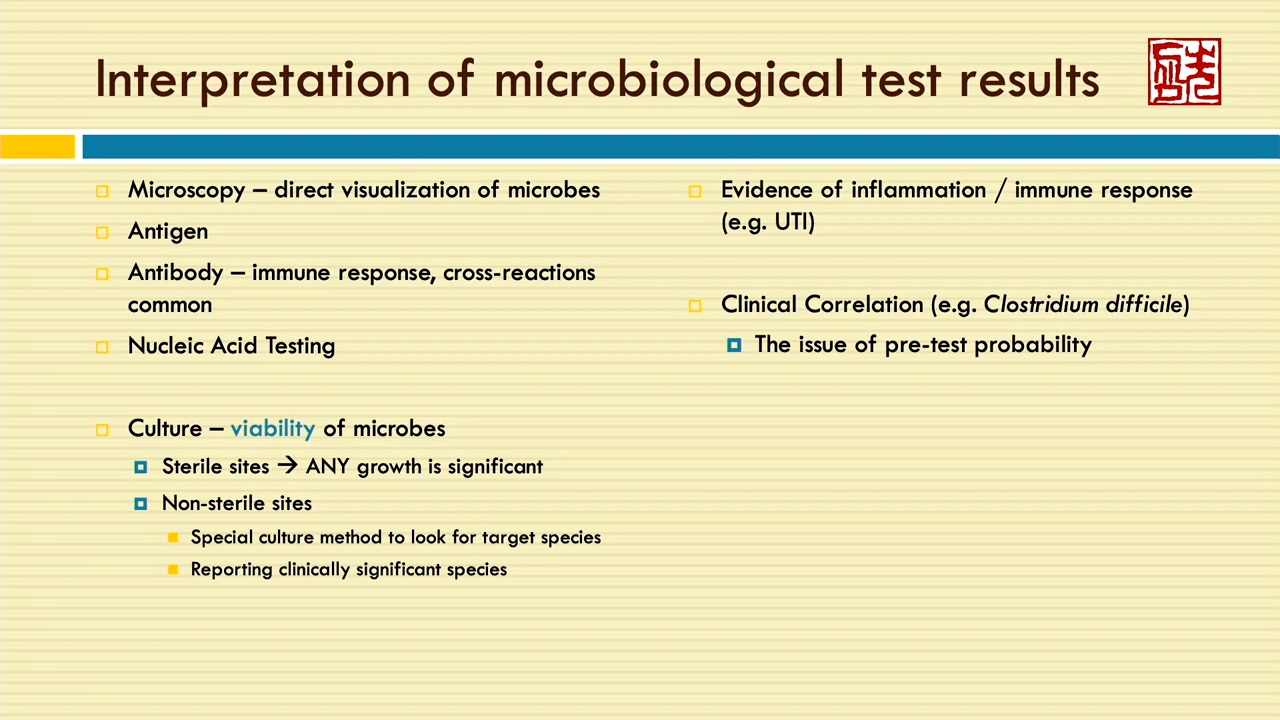 Interpretation of microbiological test results
Microscopy – direct visualization of microbes
Antigen
Antibody – immune response, cross-reactions
common
Nucleic Acid Testing
Culture – viability of microbes
Sterile sites → ANY growth is significant
Non-sterile sites
Special culture method to look for target species
Reporting clinically significant species
Evidence of inflammation / immune response
(e.g. UTI)
Clinical Correlation (e.g. Clostridium difficile)
The issue of pre-test probability